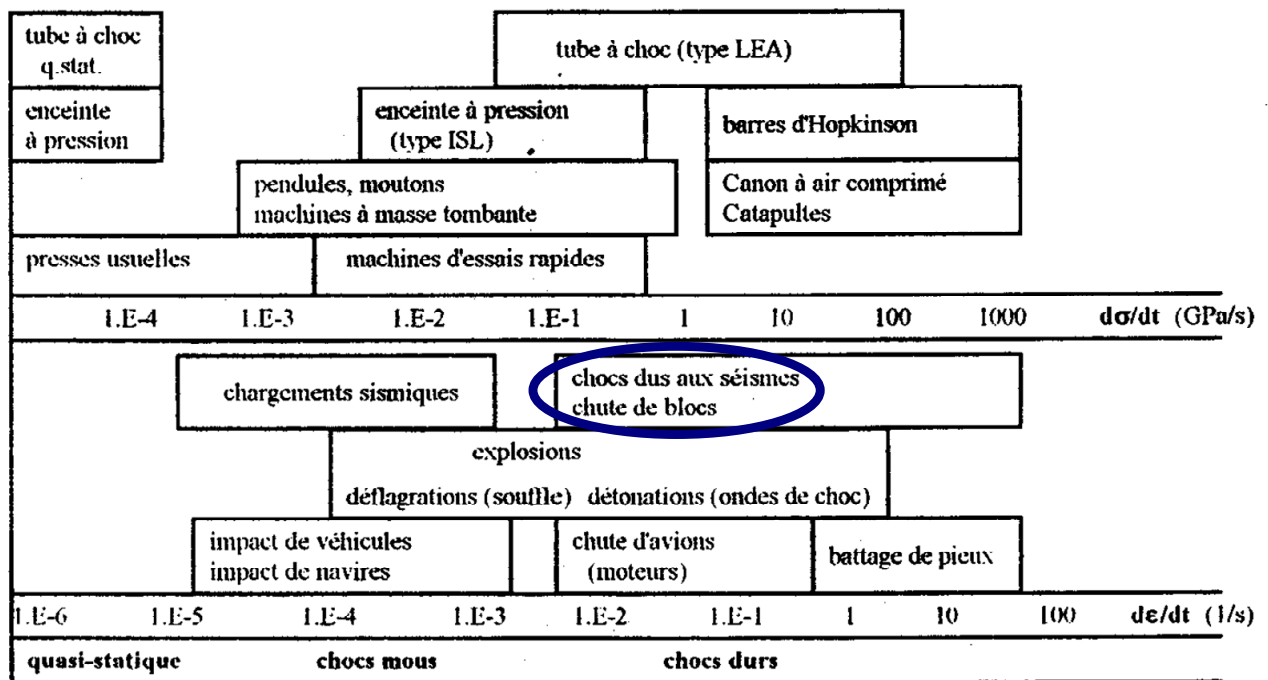 tube à choc
q.stat.
tube à choc (type LEA)
enceinte
à pression
enceinte à pression
(type ISL)
barres d'Hopkinson
pendules, moutons
machines à masse tombante
Canon à air comprimé
Catapultes
presses usuelles
machines d'essais rapides
1.E-4 1.E-3 1.E-2 1.E-1 1 10 100 1000 dσ/dt (GPa/s)
chargements sismiques
chocs dus aux séismes
chute de blocs
explosions
déflagrations (souffle) détonations (ondes de choc)
impact de véhicules
impact de navires
chute d'avions
(moteurs)
battage de pieux
1.E-6 1.E-5 1.E-4 1.E-3 1.E-2 1.E-1 1 10 100 dε/dt (1/s)
quasi-statique chocs mous chocs durs